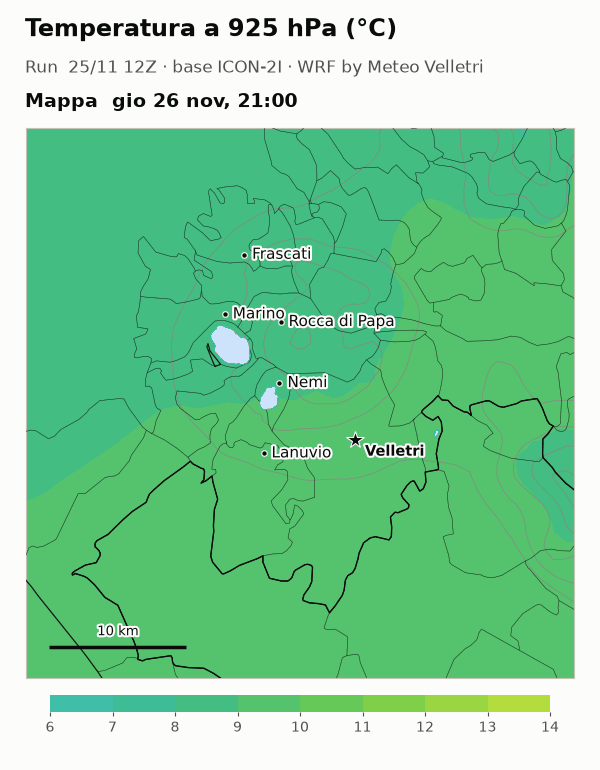 Temperatura a 925 hPa (°C)
Run 25/11 12Z · base ICON-2I · WRF by Meteo Velletri
Mappa gio 26 nov, 21:00
Frascati
Marino
Rocca di Papa
Nemi
Velletri
Lanuvio
10 km
6 7 8 9 10 11 12 13 14